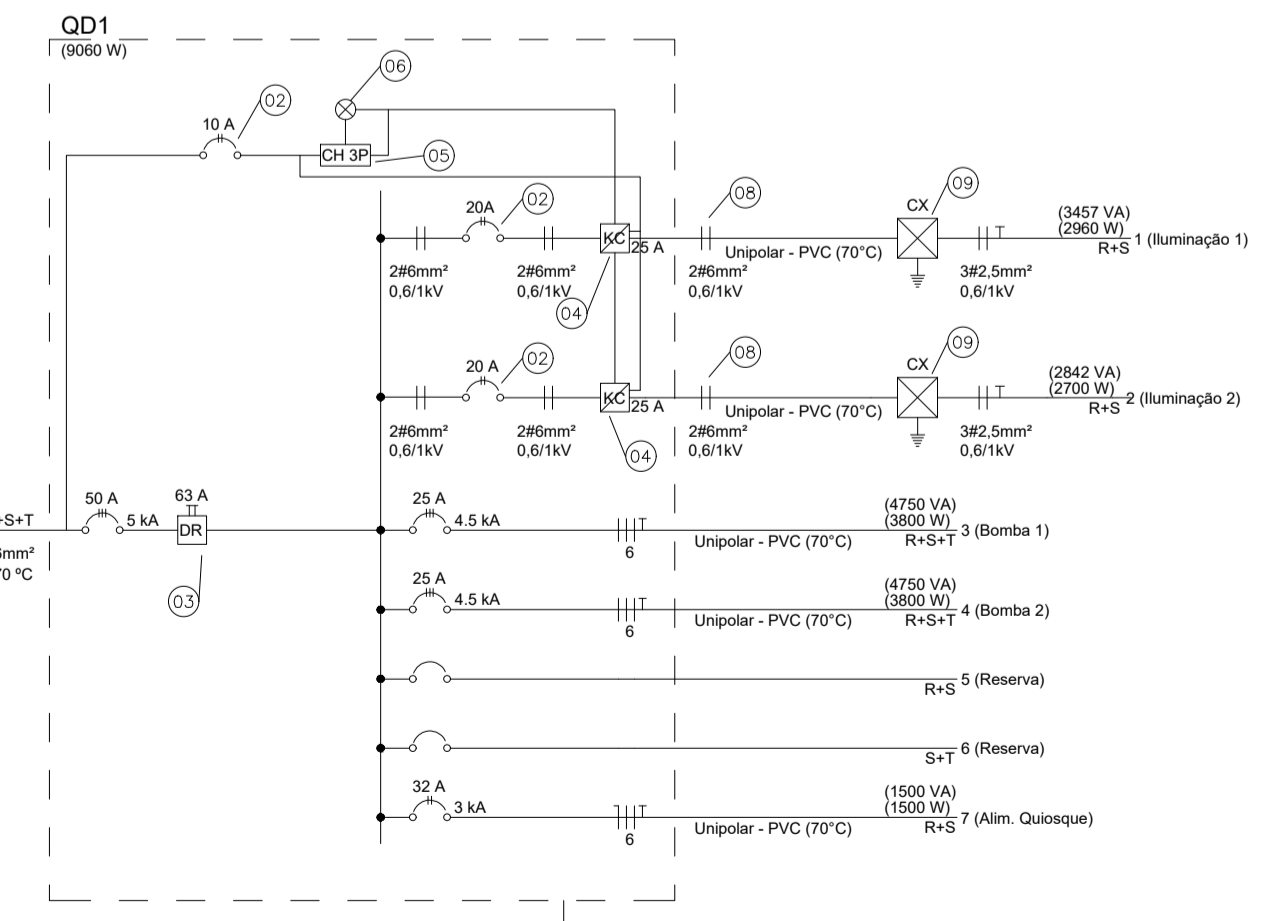 QD1
(9060 W)
06
02
10 A
CH 3P
05
02
20A
08
09
CX
(3457 VA)
(2960 W)
KC
25 A
R+S
1 (Iluminação 1)
Unipolar - PVC (70°C)
2#6mm²
0,6/1kV
2#6mm²
0,6/1kV
2#6mm²
0,6/1kV
3#2,5mm²
0,6/1kV
04
02
20 A
08
09
CX
(2842 VA)
(2700 W)
KC
25 A
R+S
2 (Iluminação 2)
Unipolar - PVC (70°C)
2#6mm²
0,6/1kV
2#6mm²
0,6/1kV
2#6mm²
0,6/1kV
3#2,5mm²
0,6/1kV
04
+S+T
50 A
5 kA
63 A
DR
25 A
4.5 kA
(4750 VA)
(3800 W)
R+S+T
3 (Bomba 1)
Unipolar - PVC (70°C)
6
6mm²
70 ºC
03
25 A
4.5 kA
(4750 VA)
(3800 W)
R+S+T
4 (Bomba 2)
Unipolar - PVC (70°C)
6
R+S
5 (Reserva)
S+T
6 (Reserva)
32 A
3 kA
(1500 VA)
(1500 W)
R+S
7 (Alim. Quiosque)
Unipolar - PVC (70°C)
6